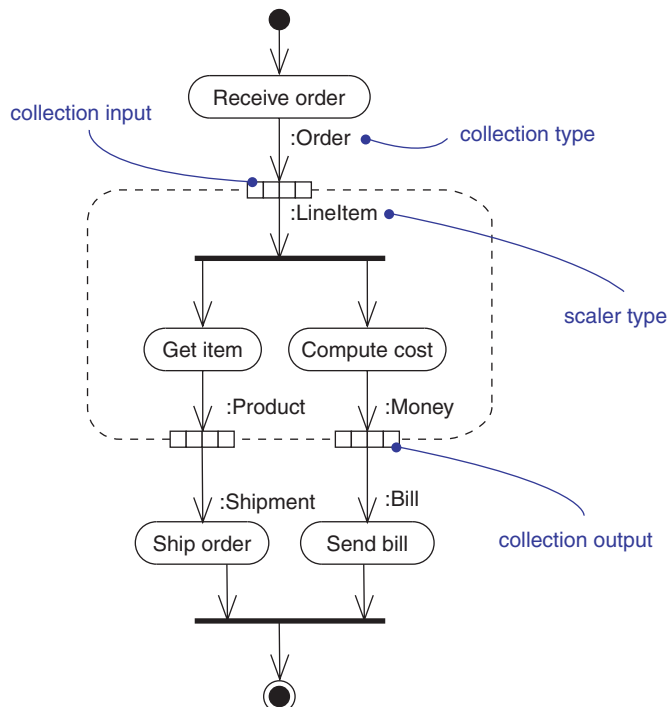 Receive order
collection input
:Order
collection type
:LineItem
scaler type
Get item
Compute cost
:Product
:Money
:Shipment
:Bill
Ship order
Send bill
collection output